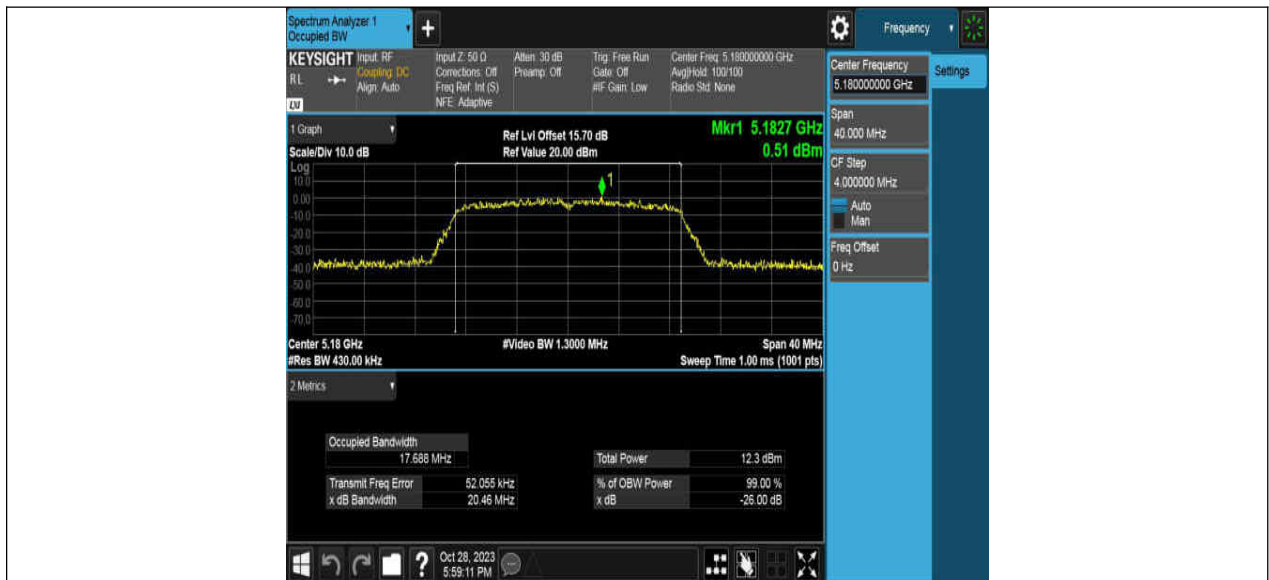 Spectrum Analyzer 1
Occupied BW
+
Frequency
KEYSIGHT
RL
LXI
Input: RF
Coupling: DC
Align: Auto
Input Z: 50 Ω
Corrections: Off
Freq Ref: Int (S)
NFE: Adaptive
Atten: 30 dB
Preamp: Off
Trig: Free Run
Gate: Off
#IF Gain: Low
Center Freq: 5.180000000 GHz
Avg|Hold: 100/100
Radio Std: None
Center Frequency
5.180000000 GHz
Settings
Span
40.000 MHz
CF Step
4.000000 MHz
Auto
Man
Freq Offset
0 Hz
1 Graph
Scale/Div 10.0 dB
Ref Lvl Offset 15.70 dB
Ref Value 20.00 dBm
Mkr1 5.1827 GHz
0.51 dBm
Log
10.0
0.00
-10.0
-20.0
-30.0
-40.0
-50.0
-60.0
-70.0
1
Center 5.18 GHz
#Res BW 430.00 kHz
#Video BW 1.3000 MHz
Span 40 MHz
Sweep Time 1.00 ms (1001 pts)
2 Metrics
Occupied Bandwidth
17.688 MHz
Total Power 12.3 dBm
Transmit Freq Error 52.055 kHz
% of OBW Power 99.00 %
x dB Bandwidth 20.46 MHz
x dB -26.00 dB
?
Oct 28, 2023
5:59:11 PM